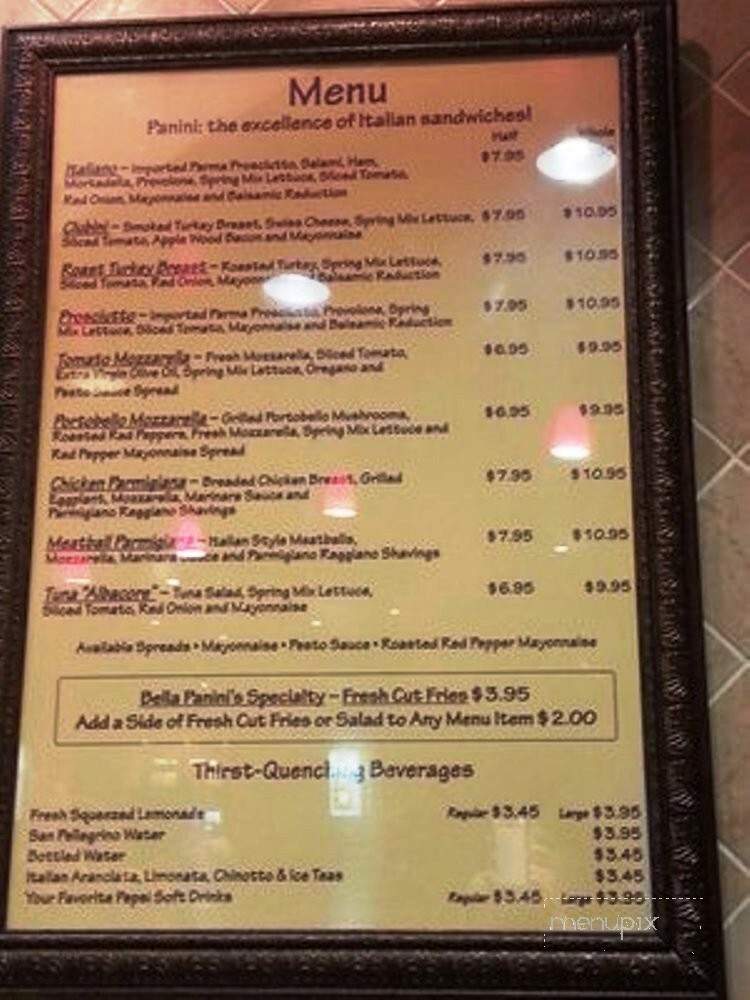 Menu
Panini: the excellence of Italian sandwiches!
Half Whole
Italiano – Imported Parma Prosciutto, Salami, Ham, $7.95
Mortadella, Provolone, Spring Mix Lettuce, Sliced Tomato,
Red Onion, Mayonnaise and Balsamic Reduction
Clubini – Smoked Turkey Breast, Swiss Cheese, Spring Mix Lettuce, $7.95 $10.95
Sliced Tomato, Apple Wood Bacon and Mayonnaise
Roast Turkey Breast – Roasted Turkey, Spring Mix Lettuce, $7.95 $10.95
Sliced Tomato, Red Onion, Balsamic Reduction
Prosciutto – Imported Parma Prosciutto, Provolone, Spring $7.95 $10.95
Mix Lettuce, Sliced Tomato, Mayonnaise and Balsamic Reduction
Tomato Mozzarella – Fresh Mozzarella, Sliced Tomato, $6.95 $9.95
Extra Virgin Olive Oil, Spring Mix Lettuce, Oregano and
Pesto Sauce Spread
Portobello Mozzarella – Grilled Portobello Mushrooms, $6.95 $9.95
Roasted Red Peppers, Fresh Mozzarella, Spring Mix Lettuce and
Red Pepper Mayonnaise Spread
Chicken Parmigiana – Breaded Chicken Breast, Grilled $7.95 $10.95
Eggplant, Mozzarella, Marinara Sauce and
Parmigiano Reggiano Shavings
Meatball Parmigiana – Italian Style Meatballs, $7.95 $10.95
Mozzarella, Marinara Sauce and Parmigiano Reggiano Shavings
Tuna "Albacore" – Tuna Salad, Spring Mix Lettuce, $6.95 $9.95
Sliced Tomato, Red Onion and Mayonnaise
Available Spreads • Mayonnaise • Pesto Sauce • Roasted Red Pepper Mayonnaise
Bella Panini's Specialty – Fresh Cut Fries $3.95
Add a Side of Fresh Cut Fries or Salad to Any Menu Item $2.00
Thirst-Quenching Beverages
Fresh Squeezed Lemonade Regular $3.45 Large $3.95
San Pellegrino Water $3.95
Bottled Water $3.45
Italian Aranciata, Limonata, Chinotto & Ice Teas $3.45
Your Favorite Pepsi Soft Drinks Regular $3.45 Large $3.95
menupix